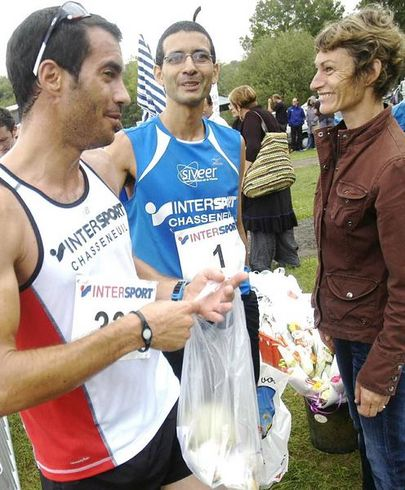 siveer
INTERSPORT
CHASSENEUIL
INTERSPORT
1
INTERSPORT
CHASSENEUIL
INTERSPORT